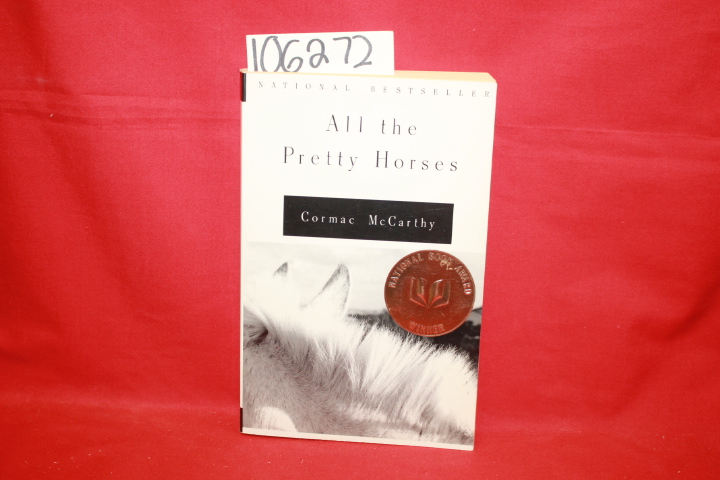 106272
NATIONAL BESTSELLER
All the
Pretty Horses
Cormac McCarthy
NATIONAL BOOK AWARD
WINNER